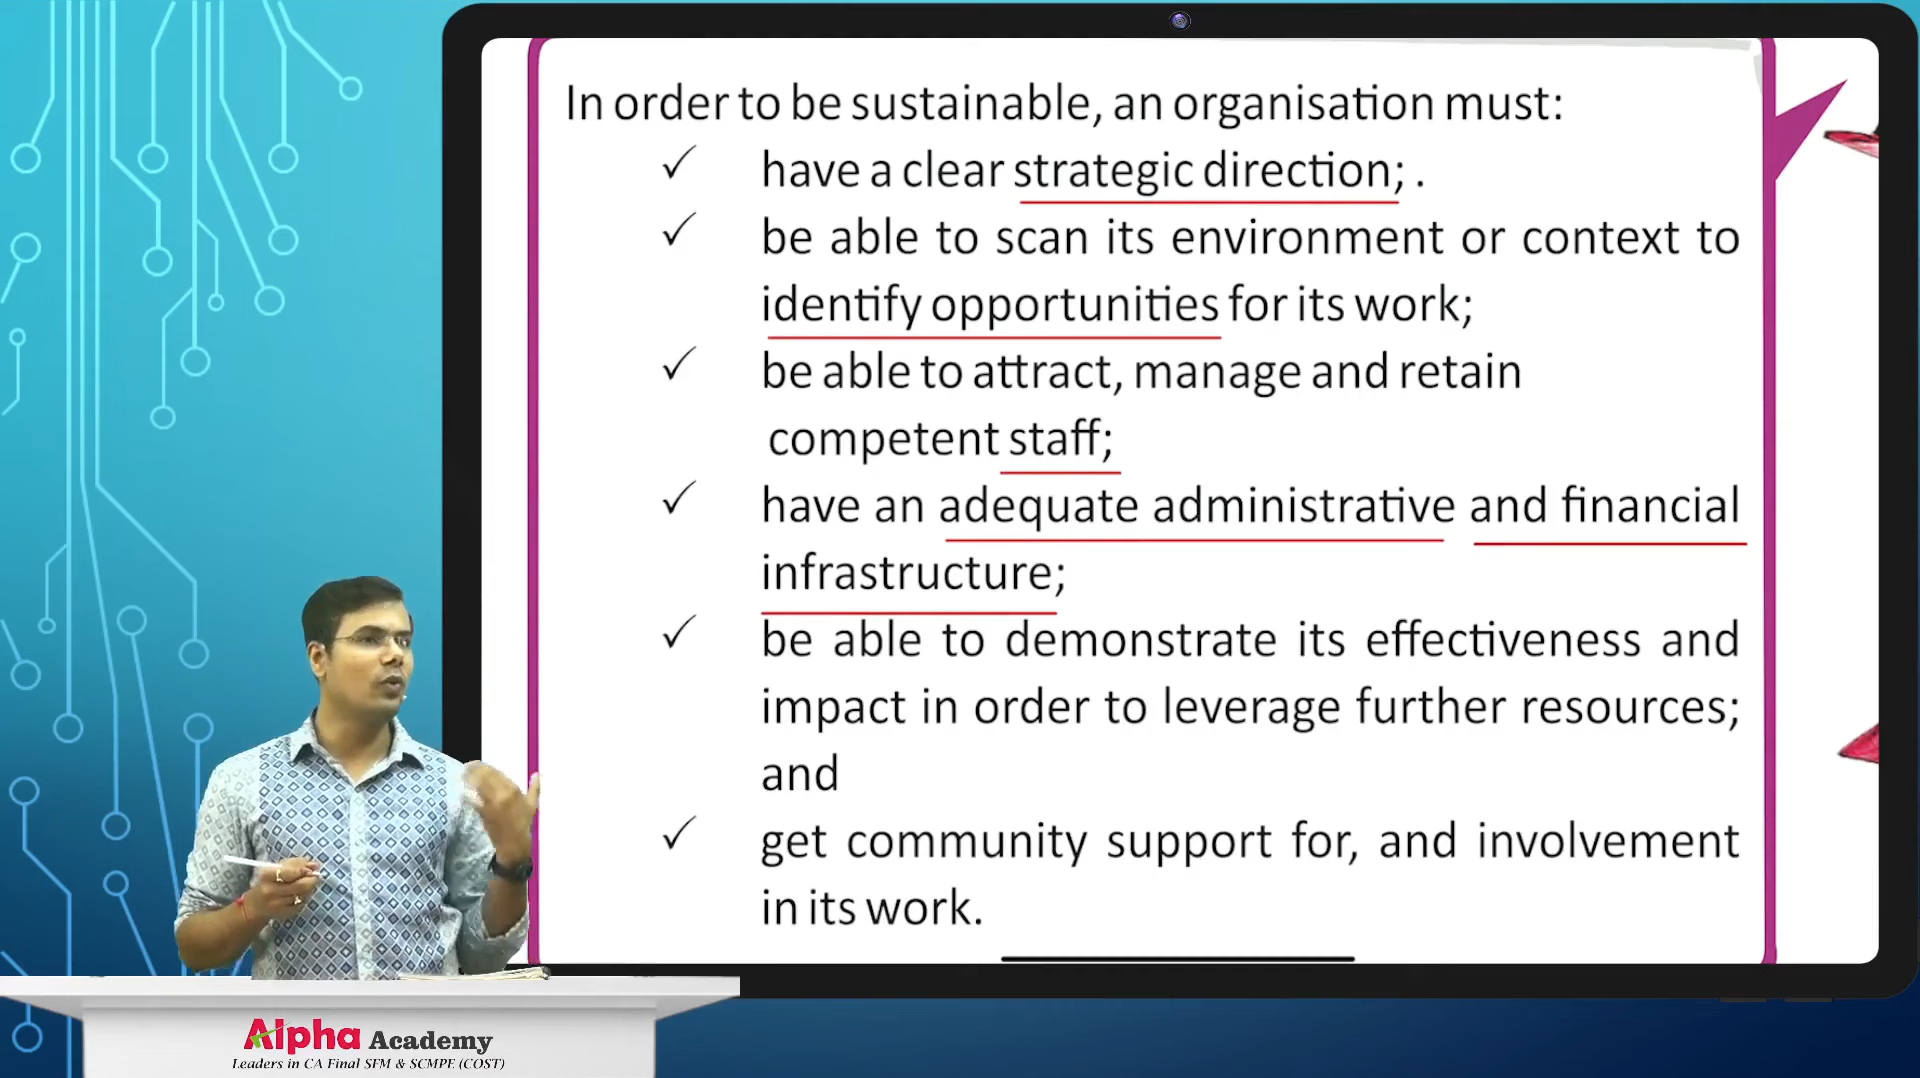 In order to be sustainable, an organisation must:
✓ have a clear strategic direction; .
✓ be able to scan its environment or context to
identify opportunities for its work;
✓ be able to attract, manage and retain
competent staff;
✓ have an adequate administrative and financial
infrastructure;
✓ be able to demonstrate its effectiveness and
impact in order to leverage further resources;
and
✓ get community support for, and involvement
in its work.
Alpha Academy
Leaders in CA Final SFM & SCMPE (COST)